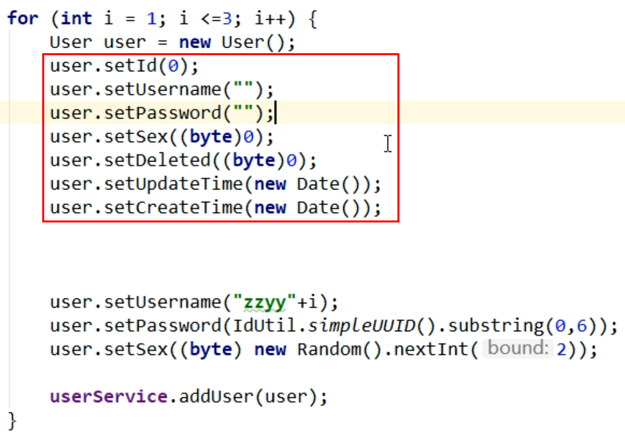 for (int i = 1; i <=3; i++) {
    User user = new User();
    user.setId(0);
    user.setUsername("");
    user.setPassword("");
    user.setSex((byte)0);
    user.setDeleted((byte)0);
    user.setUpdateTime(new Date());
    user.setCreateTime(new Date());
    user.setUsername("zzyy"+i);
    user.setPassword(IdUtil.simpleUUID().substring(0,6));
    user.setSex((byte) new Random().nextInt( bound: 2));
    userService.addUser(user);
}